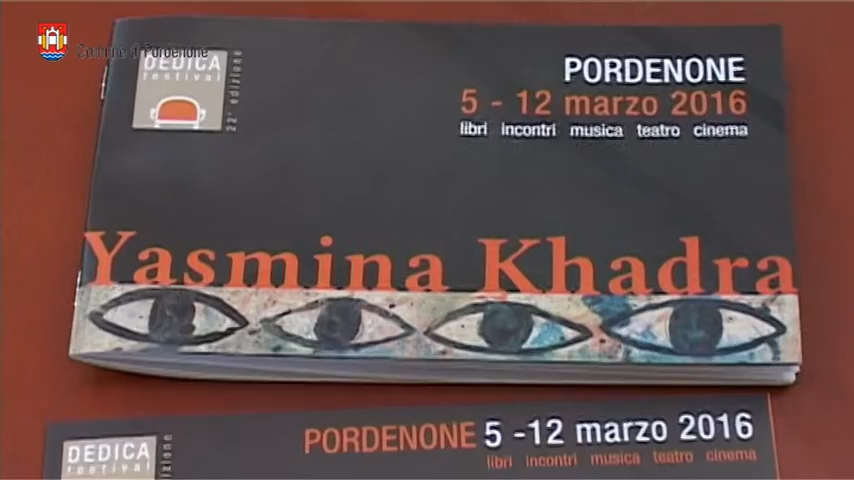 Comune di Pordenone
DEDICA
festival
22ª edizione
PORDENONE
5 - 12 marzo 2016
libri incontri musica teatro cinema
Yasmina Khadra
PORDENONE 5 - 12 marzo 2016
libri incontri musica teatro cinema
DEDICA
festival